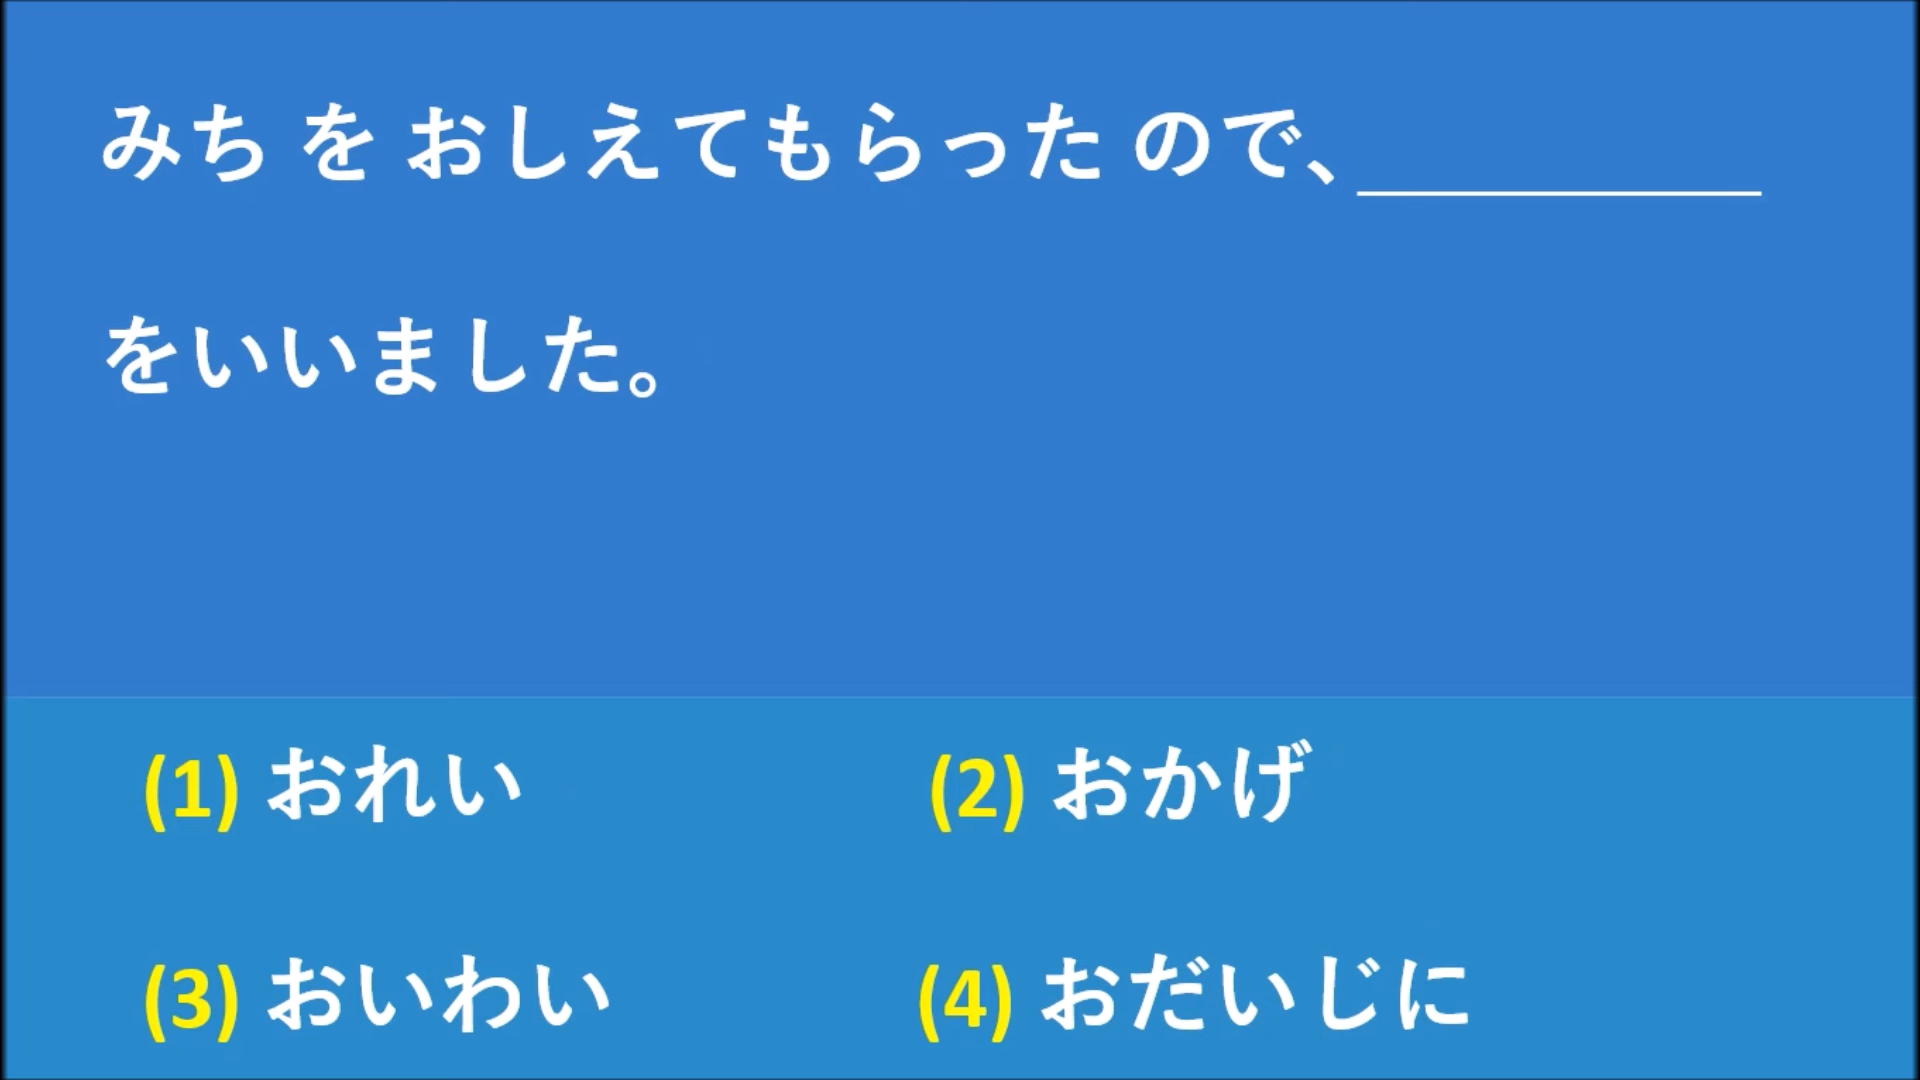 みち を おしえてもらった ので、__________
をいいました。
(1) おれい (2) おかげ
(3) おいわい (4) おだいじに